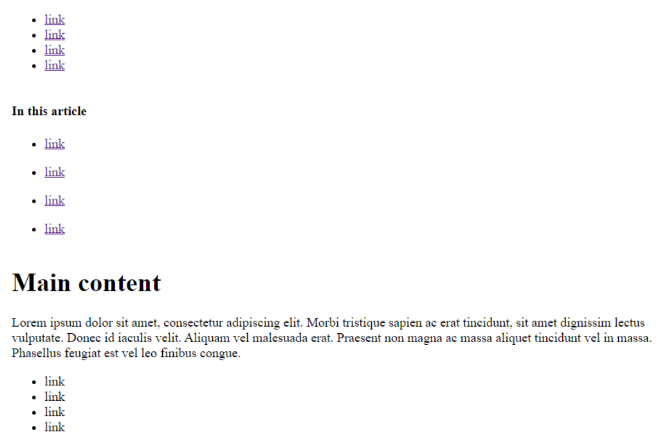 link
link
link
link
In this article
link
link
link
link
Main content
Lorem ipsum dolor sit amet, consectetur adipiscing elit. Morbi tristique sapien ac erat tincidunt, sit amet dignissim lectus
vulputate. Donec id iaculis velit. Aliquam vel malesuada erat. Praesent non magna ac massa aliquet tincidunt vel in massa.
Phasellus feugiat est vel leo finibus congue.
link
link
link
link